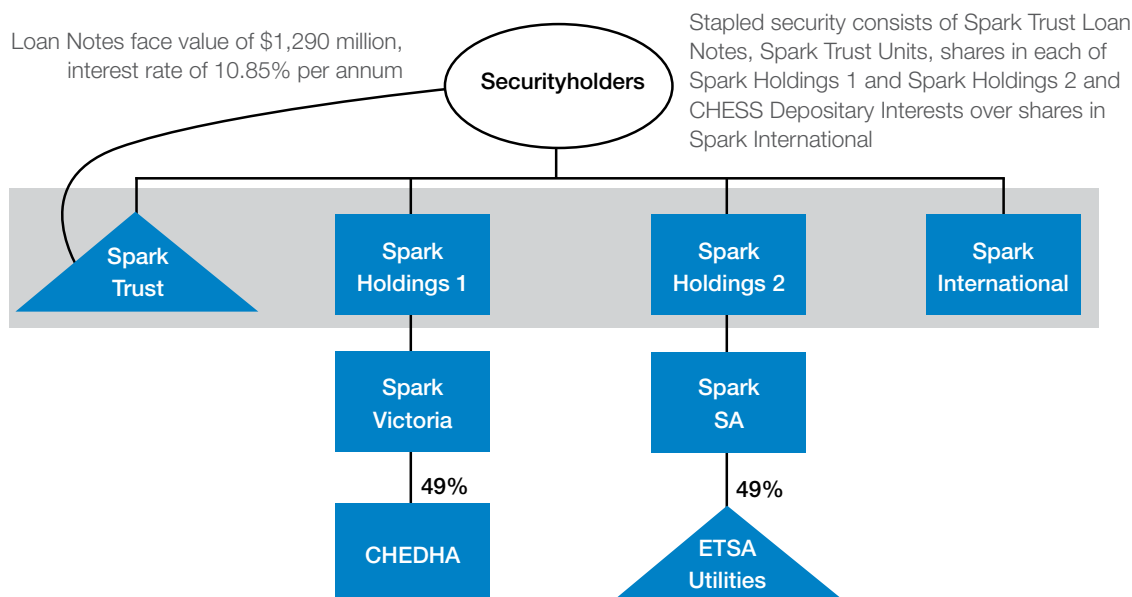 Loan Notes face value of $1,290 million,
interest rate of 10.85% per annum
Securityholders
Stapled security consists of Spark Trust Loan
Notes, Spark Trust Units, shares in each of
Spark Holdings 1 and Spark Holdings 2 and
CHESS Depositary Interests over shares in
Spark International
Spark
Trust
Spark
Holdings 1
Spark
Holdings 2
Spark
International
Spark
Victoria
Spark
SA
49%
49%
CHEDHA
ETSA
Utilities